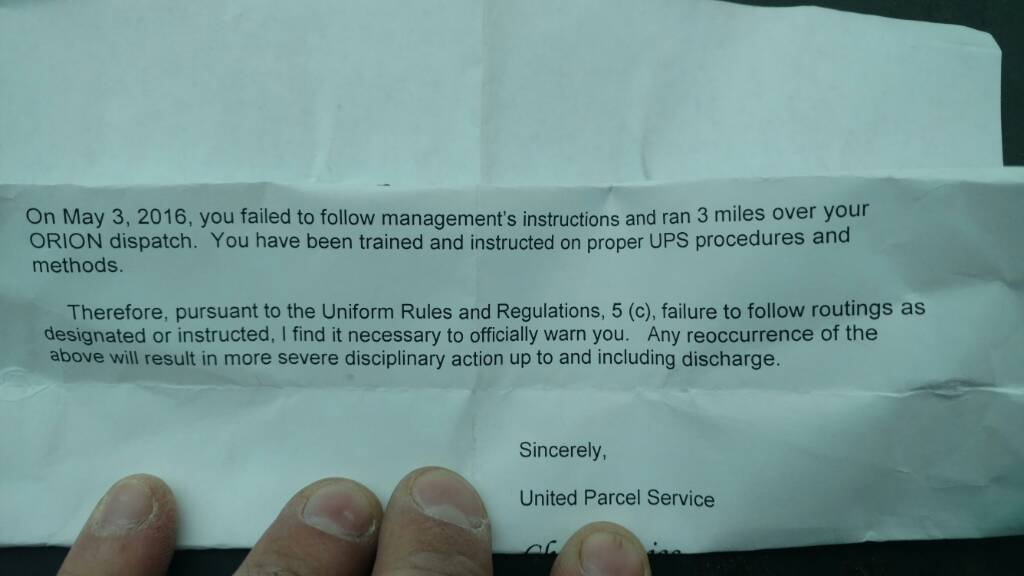 On May 3, 2016, you failed to follow management's instructions and ran 3 miles over your
ORION dispatch. You have been trained and instructed on proper UPS procedures and
methods.
Therefore, pursuant to the Uniform Rules and Regulations, 5 (c), failure to follow routings as
designated or instructed, I find it necessary to officially warn you. Any reoccurrence of the
above will result in more severe disciplinary action up to and including discharge.
Sincerely,
United Parcel Service